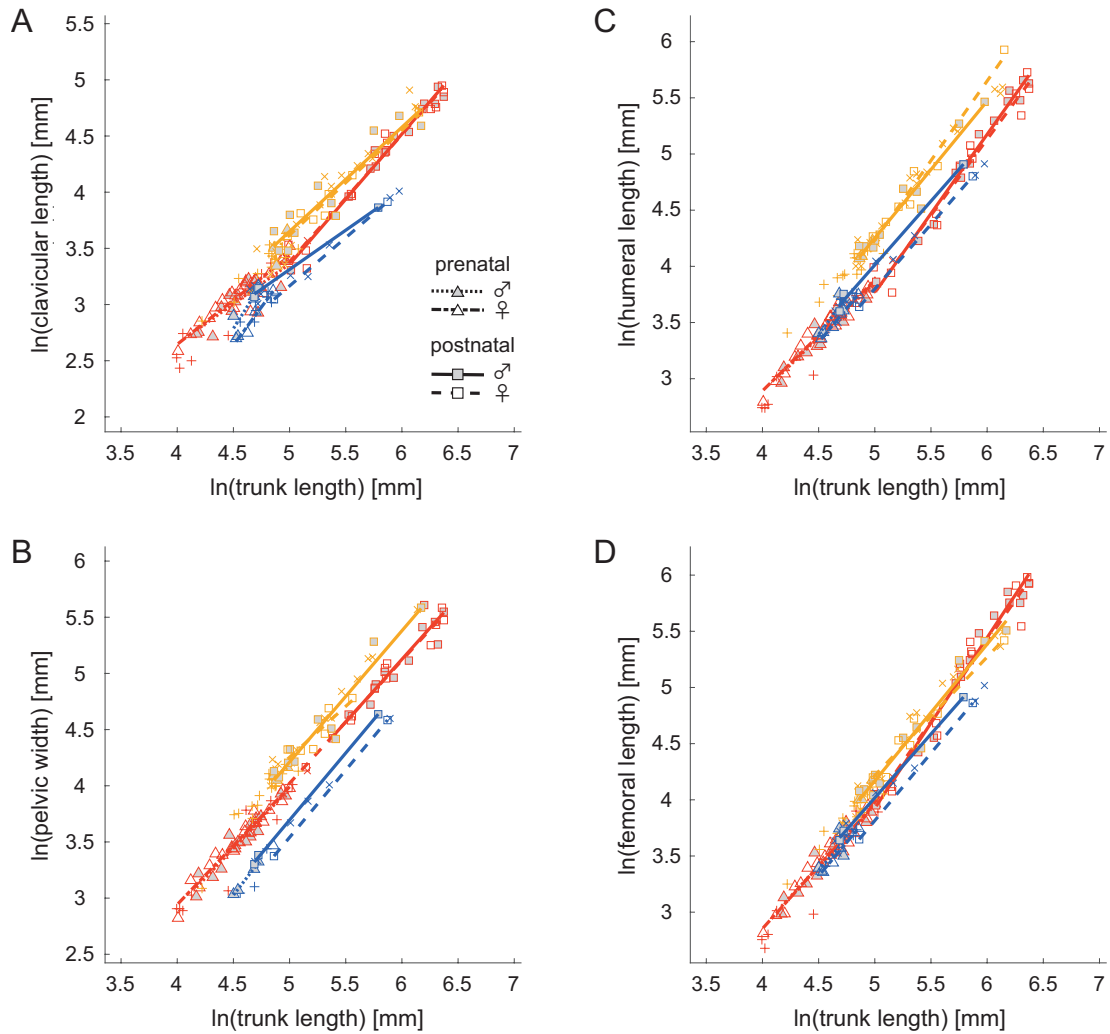 A
ln(clavicular length) [mm]
5.5
5
4.5
4
3.5
3
2.5
2
3.5 4 4.5 5 5.5 6 6.5 7
ln(trunk length) [mm]
prenatal
♂
♀
postnatal
♂
♀
C
ln(humeral length) [mm]
6
5.5
5
4.5
4
3.5
3
3.5 4 4.5 5 5.5 6 6.5 7
ln(trunk length) [mm]
B
ln(pelvic width) [mm]
6
5.5
5
4.5
4
3.5
3
2.5
3.5 4 4.5 5 5.5 6 6.5 7
ln(trunk length) [mm]
D
ln(femoral length) [mm]
6
5.5
5
4.5
4
3.5
3
3.5 4 4.5 5 5.5 6 6.5 7
ln(trunk length) [mm]